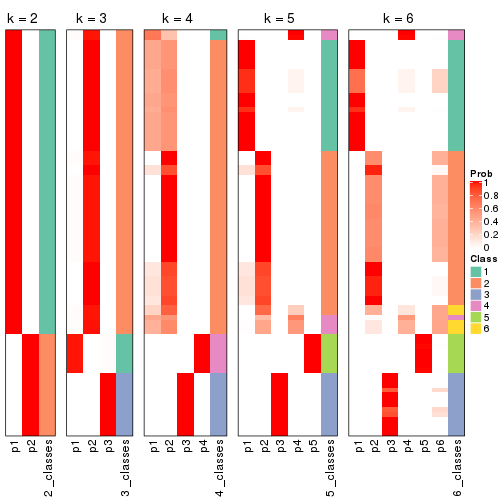 k = 2
k = 3
k = 4
k = 5
k = 6
p1
p2
2_classes
p1
p2
p3
3_classes
p1
p2
p3
p4
4_classes
p1
p2
p3
p4
p5
5_classes
p1
p2
p3
p4
p5
p6
6_classes
Prob
1
0.8
0.6
0.4
0.2
0
Class
1
2
3
4
5
6